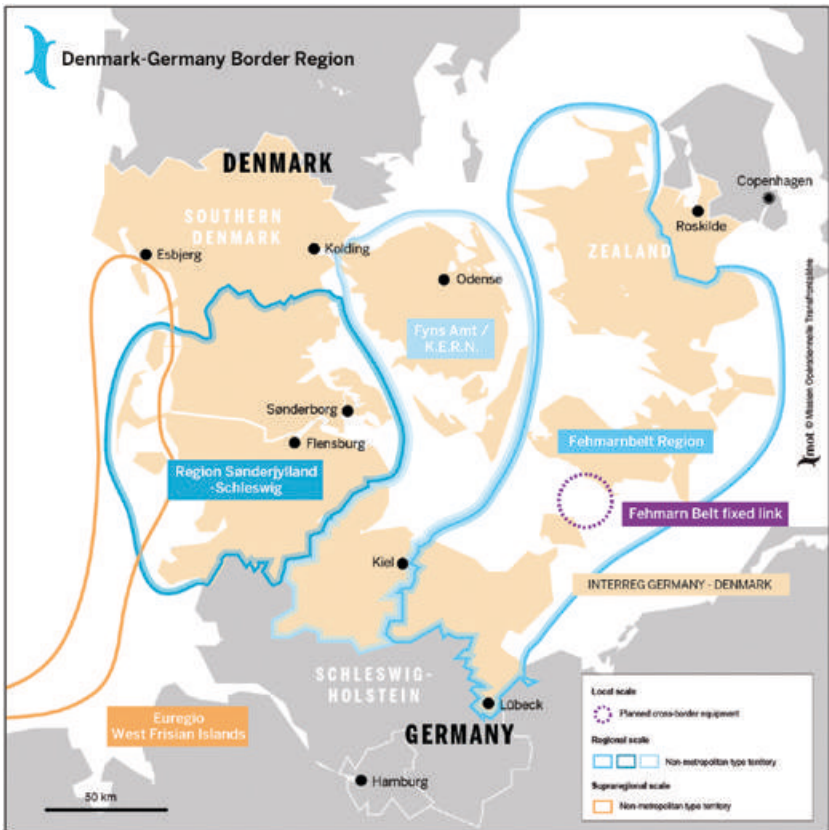 Denmark-Germany Border Region
DENMARK
SOUTHERN
DENMARK
Esbjerg
Kolding
Odense
Copenhagen
Roskilde
ZEALAND
Fyns Amt /
K.E.R.N.
Sønderborg
Flensburg
Region Sønderjylland
-Schleswig
Fehmarnbelt Region
Fehmarn Belt fixed link
Kiel
INTERREG GERMANY - DENMARK
SCHLESWIG-
HOLSTEIN
Lübeck
Euregio
West Frisian Islands
GERMANY
Hamburg
50 km
Local scale
Planned cross-border equipment
Regional scale
Non-metropolitan type territory
Supraregional scale
Non-metropolitan type territory
mot © Mission Opérationnelle Transfrontalière